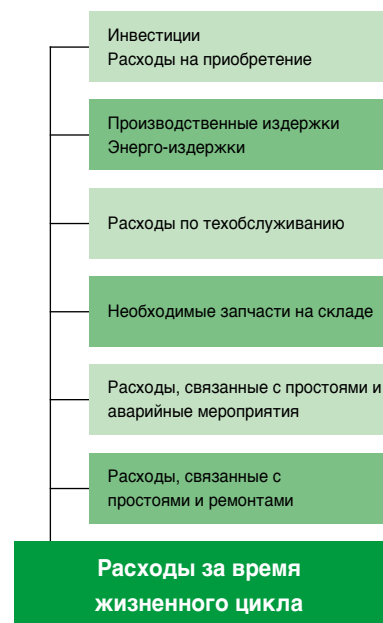 Инвестиции
Расходы на приобретение
Производственные издержки
Энерго-издержки
Расходы по техобслуживанию
Необходимые запчасти на складе
Расходы, связанные с простоями и
аварийные мероприятия
Расходы, связанные с
простоями и ремонтами
Расходы за время
жизненного цикла